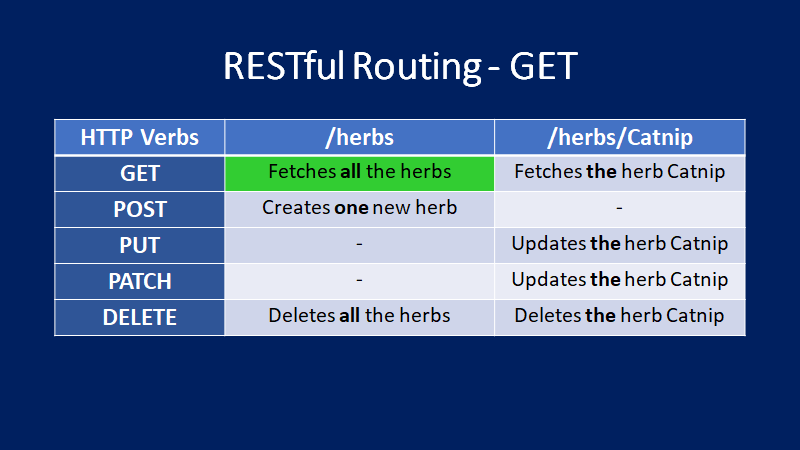 RESTful Routing - GET
HTTP Verbs /herbs /herbs/Catnip
GET Fetches all the herbs Fetches the herb Catnip
POST Creates one new herb -
PUT - Updates the herb Catnip
PATCH - Updates the herb Catnip
DELETE Deletes all the herbs Deletes the herb Catnip